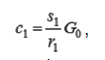 c₁ = s₁/r₁ G₀ ,